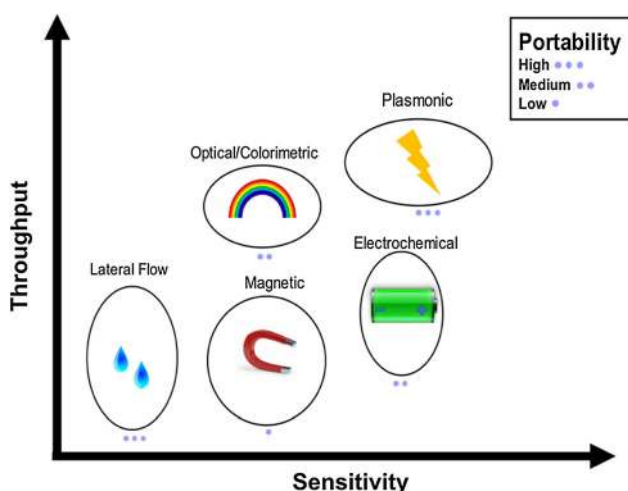 Portability
High
Medium
Low
Plasmonic
Optical/Colorimetric
Electrochemical
Lateral Flow
Magnetic
Throughput
Sensitivity